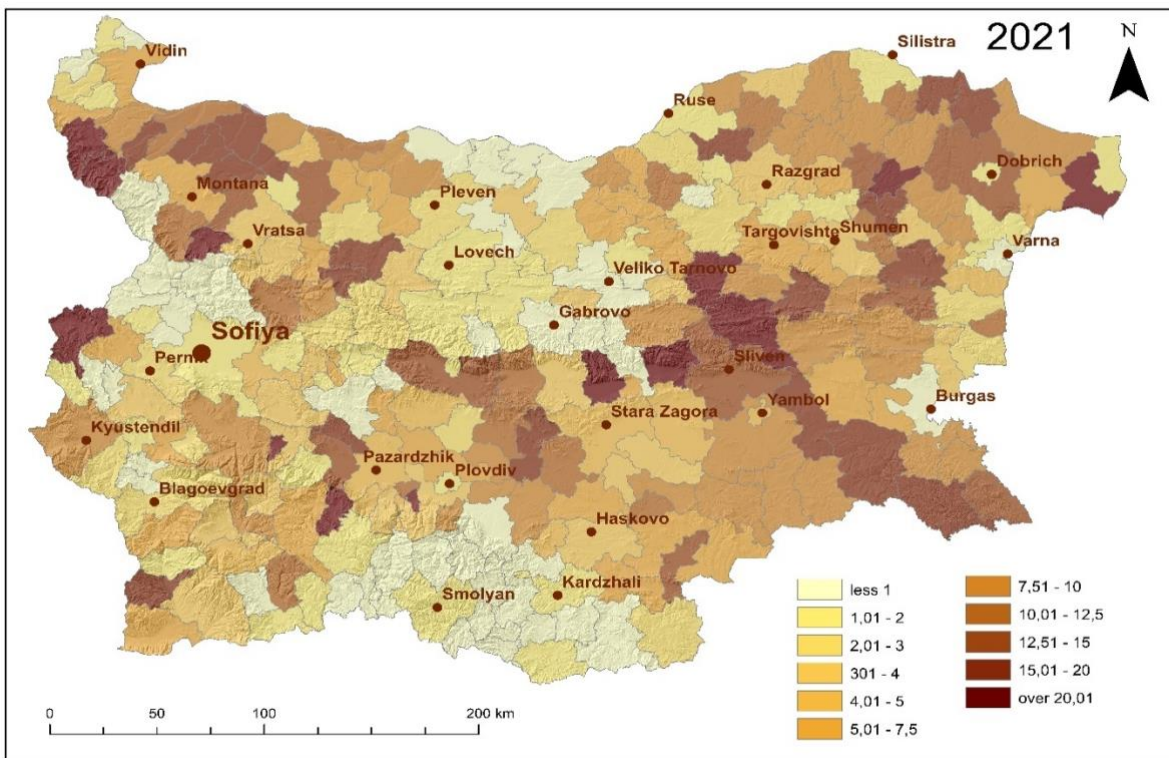 2021
N
Vidin
Silistra
Ruse
Dobrich
Montana
Pleven
Razgrad
Vratsa
Targovishte
Shumen
Varna
Lovech
Veliko Tarnovo
Gabrovo
Sofiya
Pernik
Sliven
Burgas
Yambol
Stara Zagora
Kyustendil
Pazardzhik
Plovdiv
Blagoevgrad
Haskovo
Kardzhali
Smolyan
less 1
1,01 - 2
2,01 - 3
301 - 4
4,01 - 5
5,01 - 7,5
7,51 - 10
10,01 - 12,5
12,51 - 15
15,01 - 20
over 20,01
0 50 100 200 km